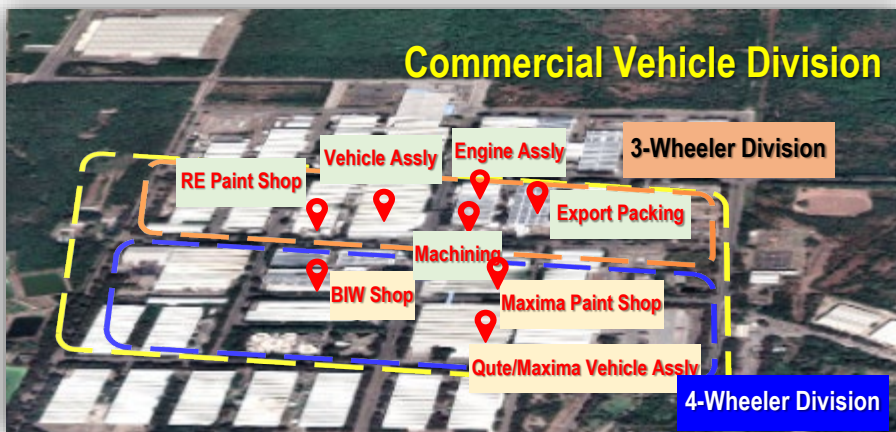 Commercial Vehicle Division
Engine Assly
3-Wheeler Division
Vehicle Assly
RE Paint Shop
Export Packing
Machining
BIW Shop
Maxima Paint Shop
Qute/Maxima Vehicle Assly
4-Wheeler Division